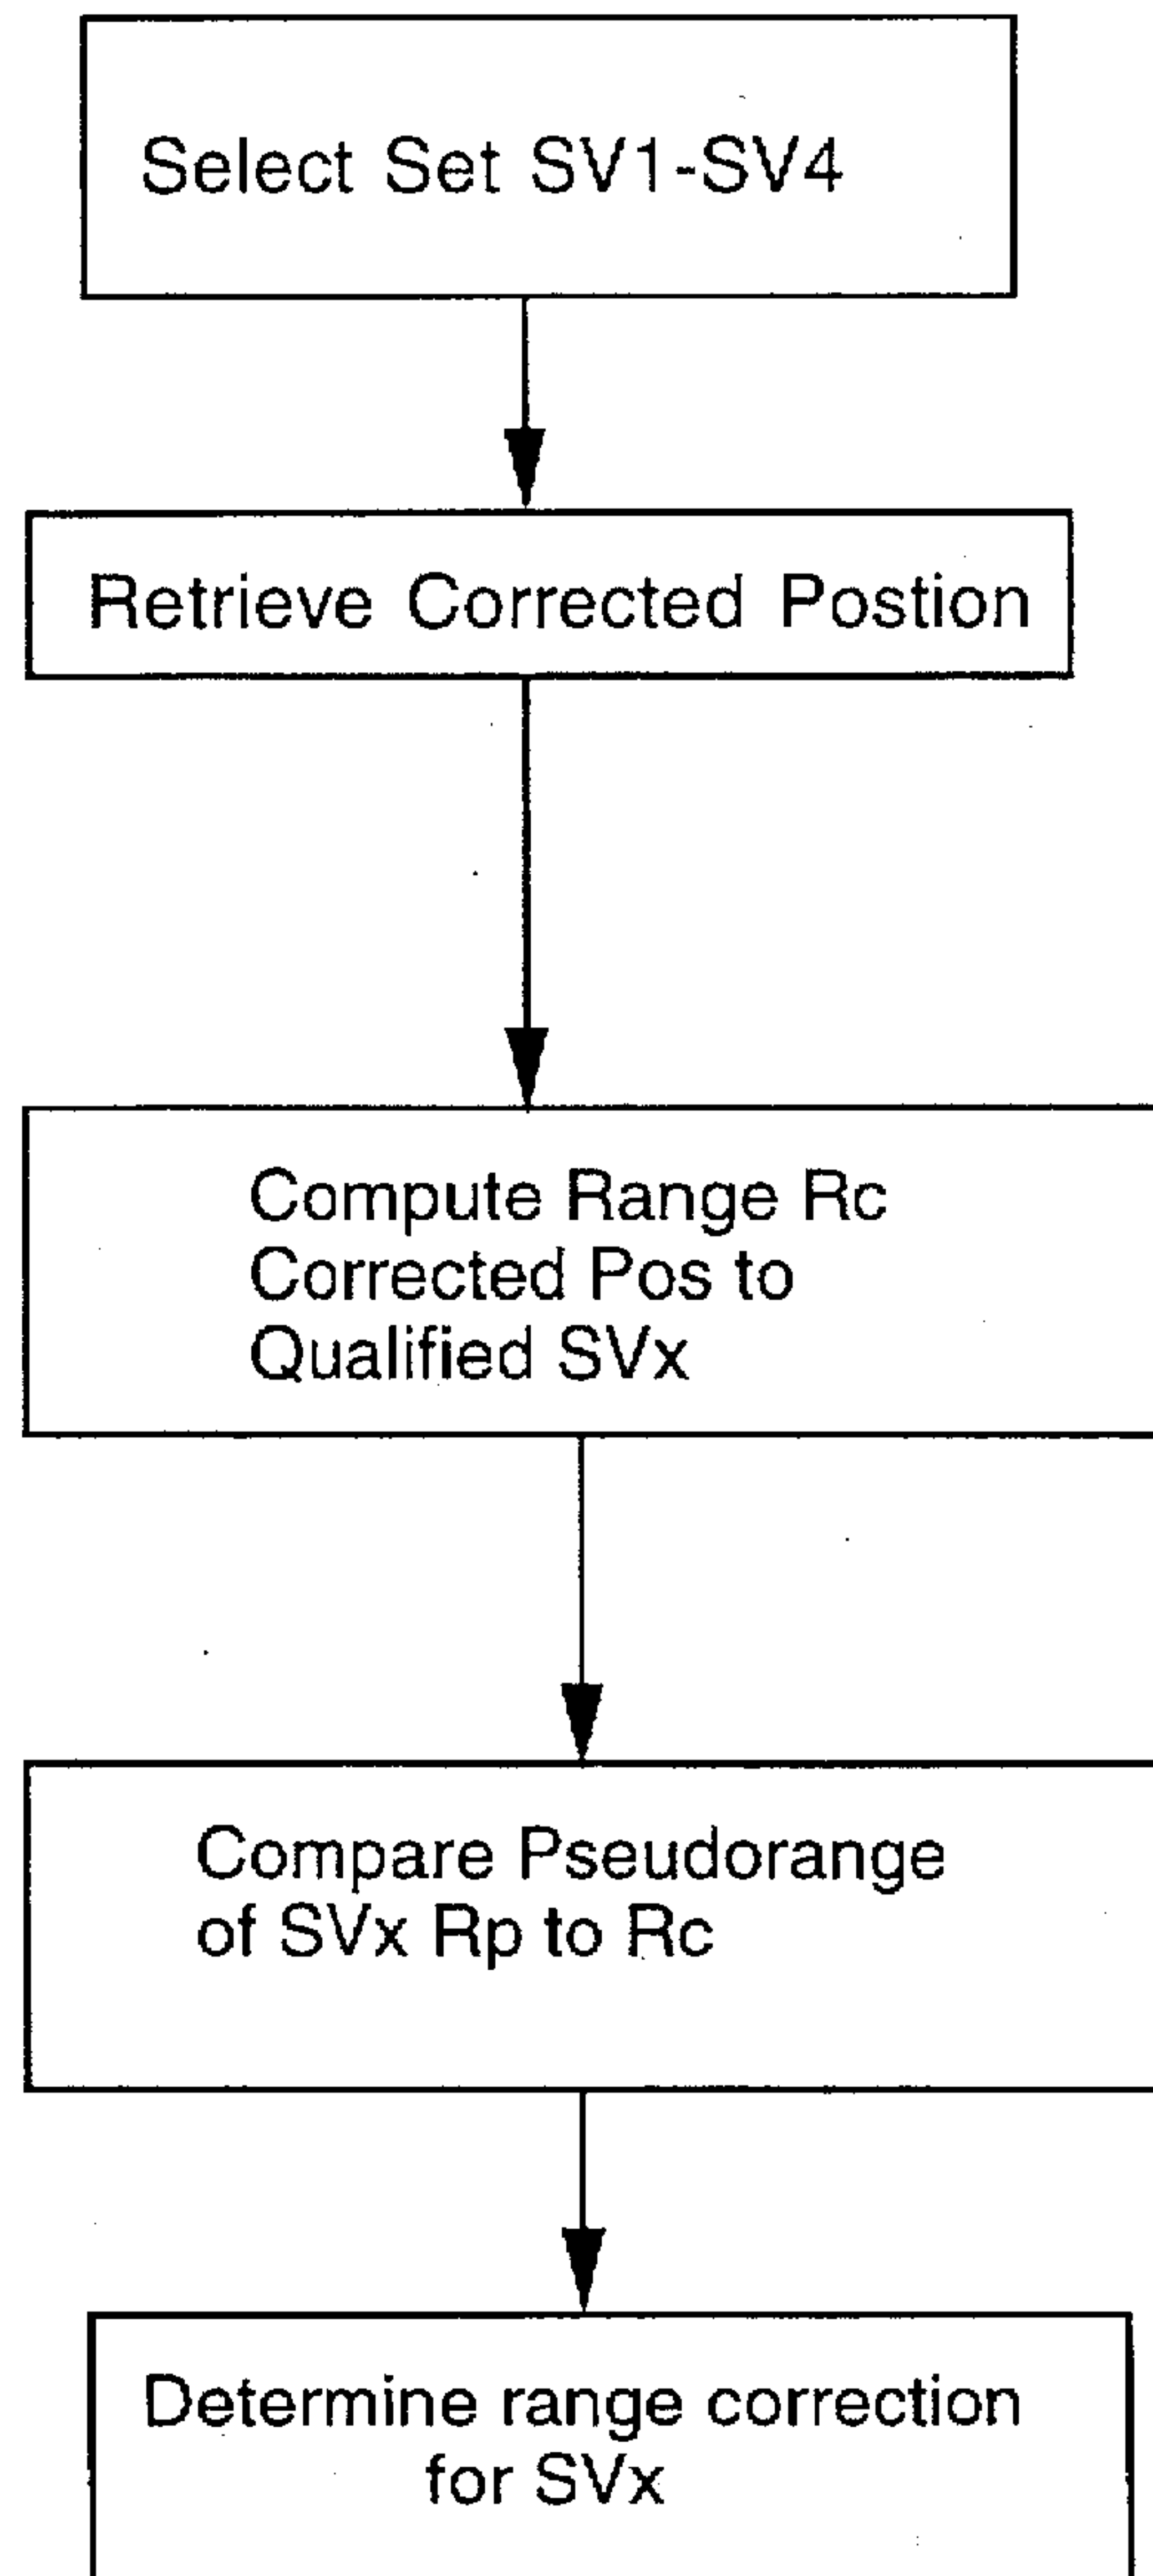 Select Set SV1-SV4
Retrieve Corrected Postion
Compute Range Rc
Corrected Pos to
Qualified SVx
Compare Pseudorange
of SVx Rp to Rc
Determine range correction
for SVx